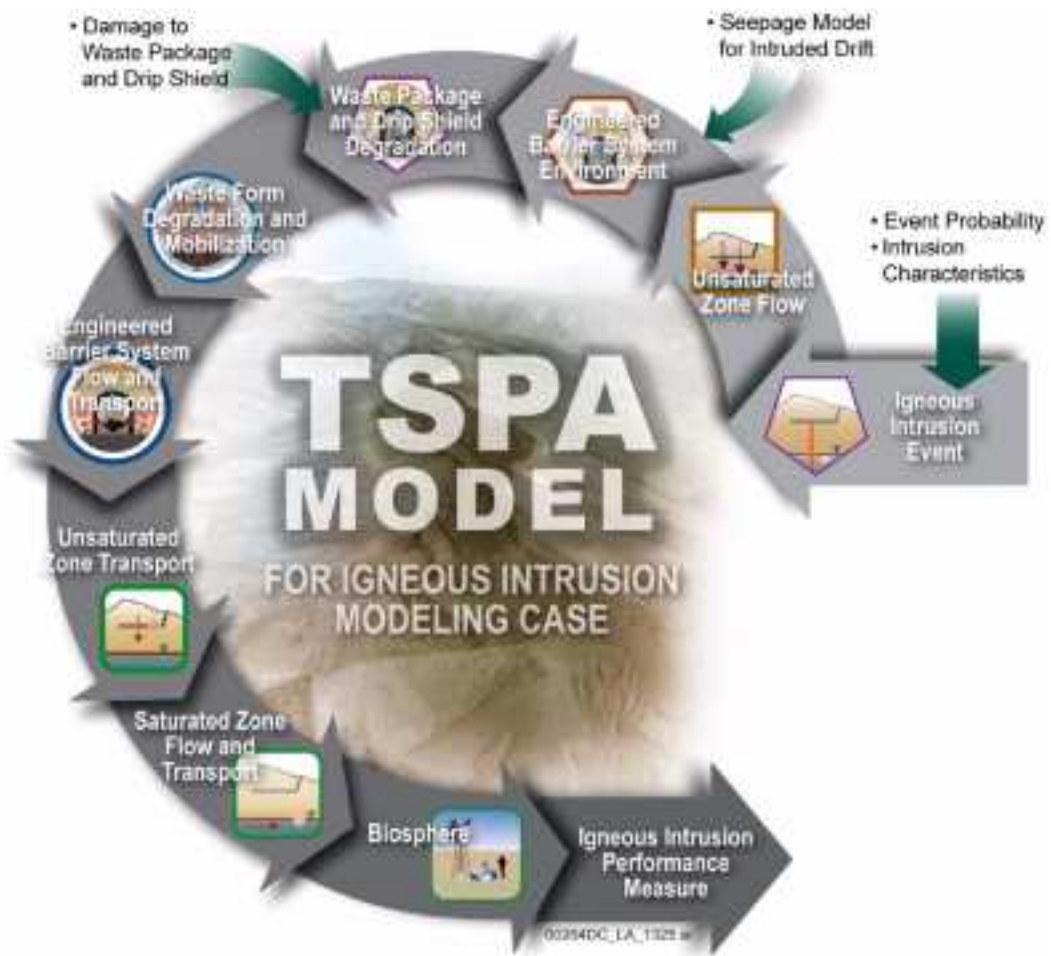 • Damage to
Waste Package
and Drip Shield
• Seepage Model
for Intruded Drift
Waste Package
and Drip Shield
Degradation
Engineered
Barrier System
Environment
• Event Probability
• Intrusion
Characteristics
Waste Form
Degradation and
Mobilization
Unsaturated
Zone Flow
Engineered
Barrier System
Flow and
Transport
Igneous
Intrusion
Event
TSPA
MODEL
FOR IGNEOUS INTRUSION
MODELING CASE
Unsaturated
Zone Transport
Saturated Zone
Flow and
Transport
Biosphere
Igneous Intrusion
Performance
Measure